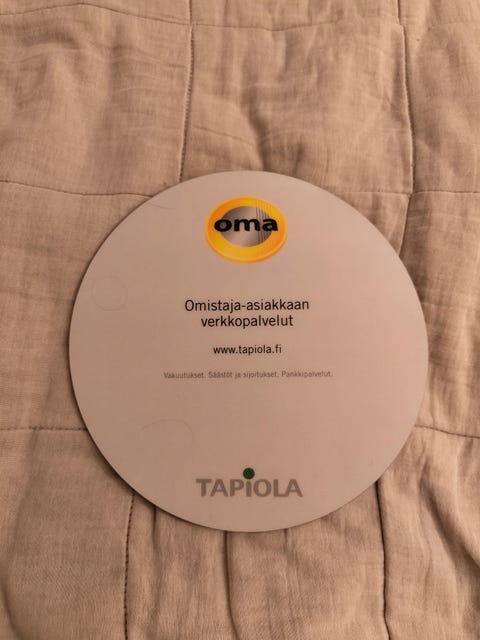 oma
Omistaja-asiakkaan
verkkopalvelut
www.tapiola.fi
Vakuutukset. Säästöt ja sijoitukset. Pankkipalvelut.
TAPiOLA